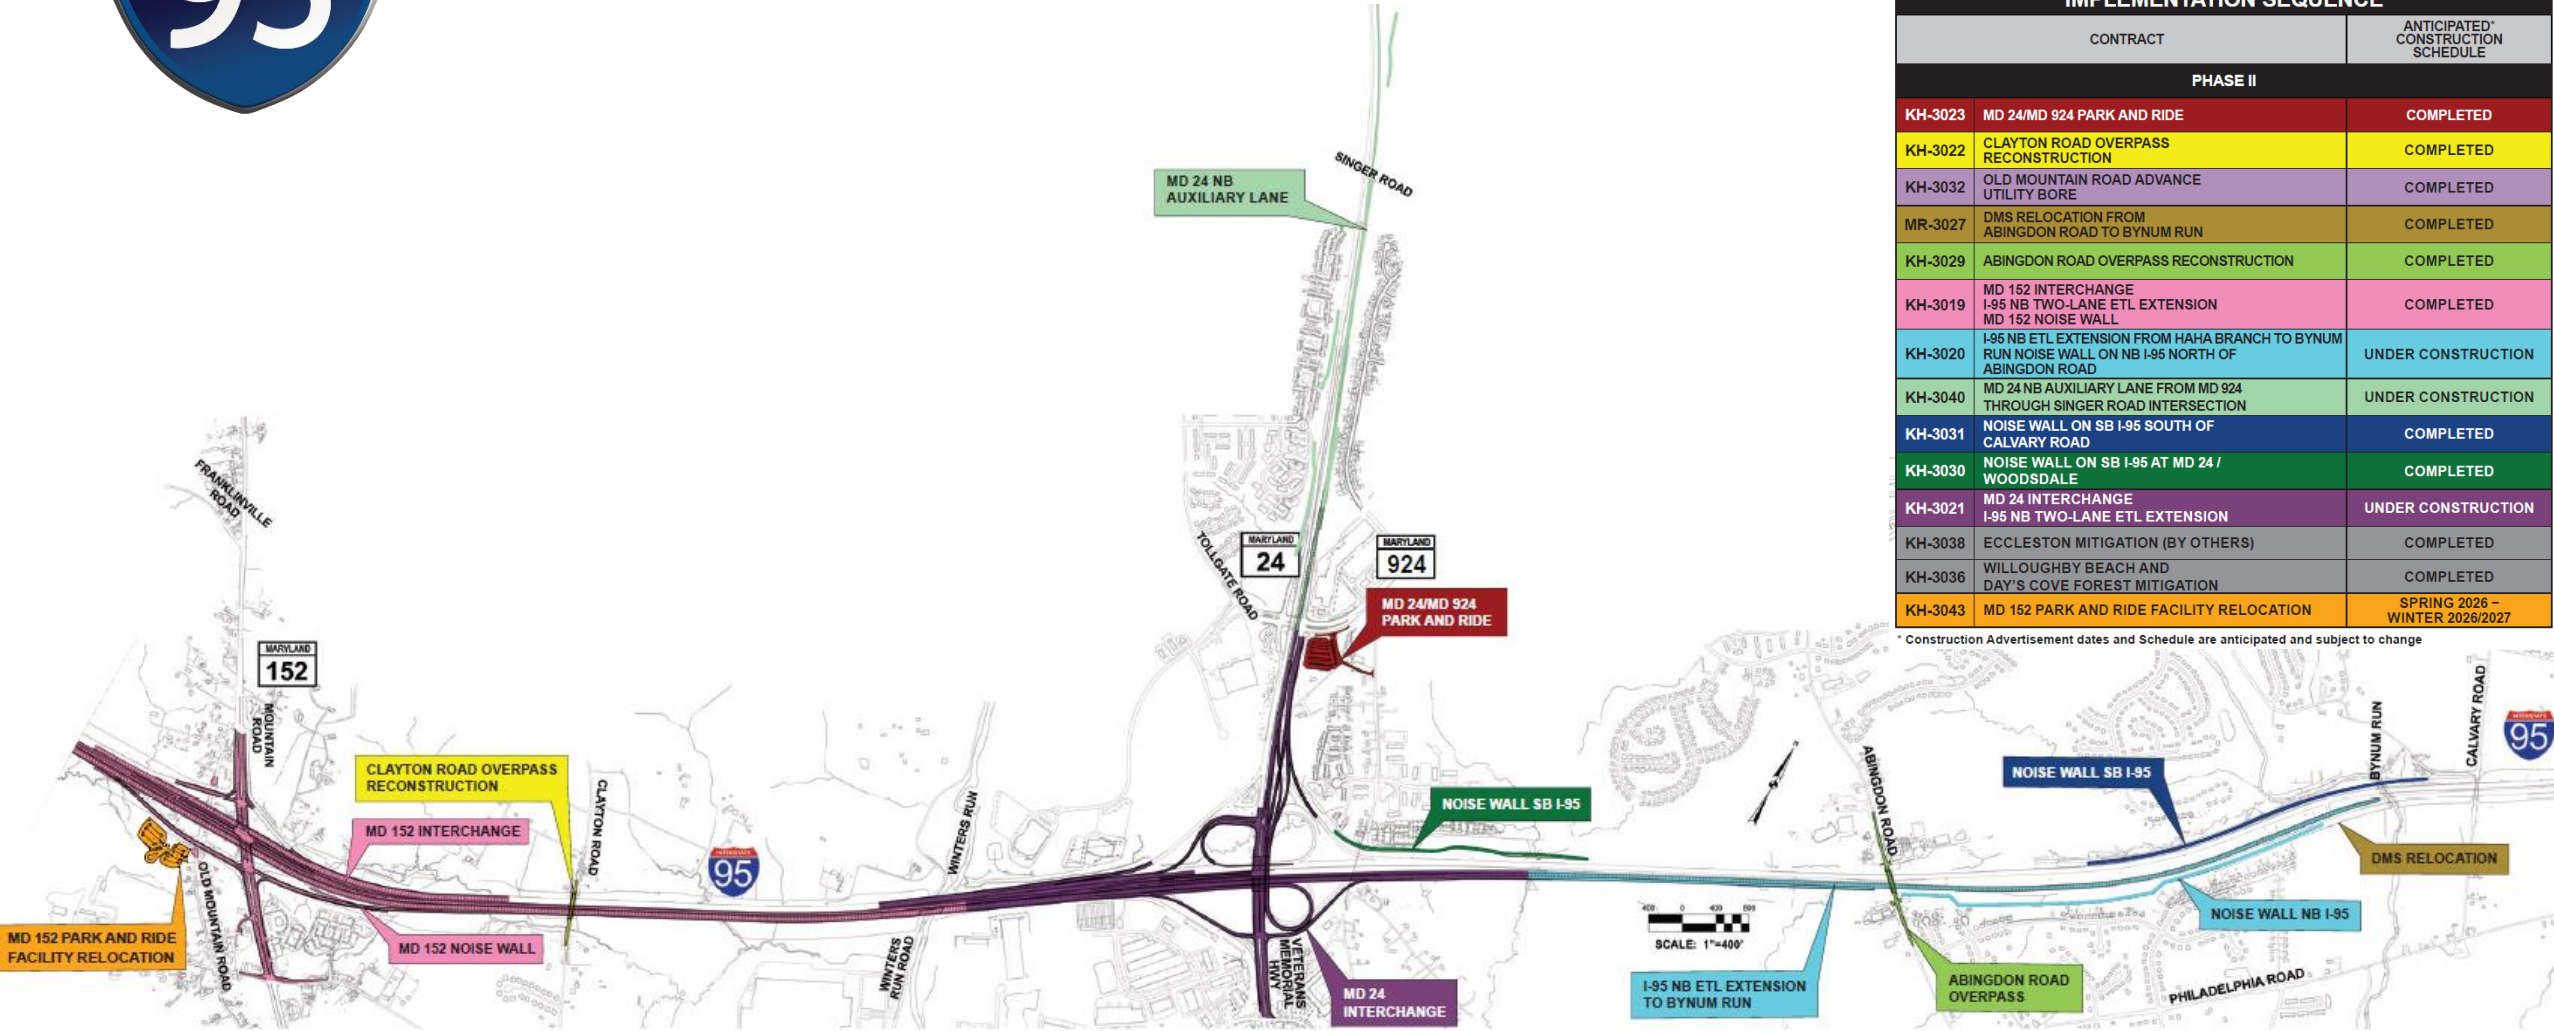 95
IMPLEMENTATION SEQUENCE
CONTRACT
ANTICIPATED*
CONSTRUCTION
SCHEDULE
PHASE II
KH-3023 MD 24/MD 924 PARK AND RIDE COMPLETED
KH-3022 CLAYTON ROAD OVERPASS
RECONSTRUCTION COMPLETED
KH-3032 OLD MOUNTAIN ROAD ADVANCE
UTILITY BORE COMPLETED
MR-3027 DMS RELOCATION FROM
ABINGDON ROAD TO BYNUM RUN COMPLETED
KH-3029 ABINGDON ROAD OVERPASS RECONSTRUCTION COMPLETED
KH-3019 MD 152 INTERCHANGE
I-95 NB TWO-LANE ETL EXTENSION
MD 152 NOISE WALL COMPLETED
KH-3020 I-95 NB ETL EXTENSION FROM HAHA BRANCH TO BYNUM
RUN NOISE WALL ON NB I-95 NORTH OF
ABINGDON ROAD UNDER CONSTRUCTION
KH-3040 MD 24 NB AUXILIARY LANE FROM MD 924
THROUGH SINGER ROAD INTERSECTION UNDER CONSTRUCTION
KH-3031 NOISE WALL ON SB I-95 SOUTH OF
CALVARY ROAD COMPLETED
KH-3030 NOISE WALL ON SB I-95 AT MD 24 /
WOODSDALE COMPLETED
KH-3021 MD 24 INTERCHANGE
I-95 NB TWO-LANE ETL EXTENSION UNDER CONSTRUCTION
KH-3038 ECCLESTON MITIGATION (BY OTHERS) COMPLETED
KH-3036 WILLOUGHBY BEACH AND
DAY'S COVE FOREST MITIGATION COMPLETED
KH-3043 MD 152 PARK AND RIDE FACILITY RELOCATION SPRING 2026 –
WINTER 2026/2027
* Construction Advertisement dates and Schedule are anticipated and subject to change
SINGER ROAD
MD 24 NB
AUXILIARY LANE
FRANKLINVILLE
ROAD
TOLLGATE ROAD
MARYLAND
24
MARYLAND
924
MD 24/MD 924
PARK AND RIDE
MARYLAND
152
MOUNTAIN
ROAD
CLAYTON ROAD OVERPASS
RECONSTRUCTION
CLAYTON ROAD
MD 152 INTERCHANGE
INTERSTATE
95
WINTERS RUN
NOISE WALL SB I-95
ABINGDON ROAD
NOISE WALL SB I-95
BYNUM RUN
CALVARY ROAD
INTERSTATE
95
DMS RELOCATION
OLD MOUNTAIN ROAD
MD 152 PARK AND RIDE
FACILITY RELOCATION
MD 152 NOISE WALL
WINTERS
RUN ROAD
VETERANS
MEMORIAL
HWY
MD 24
INTERCHANGE
400 0 400 800
SCALE: 1"=400'
I-95 NB ETL EXTENSION
TO BYNUM RUN
NOISE WALL NB I-95
ABINGDON ROAD
OVERPASS
PHILADELPHIA ROAD